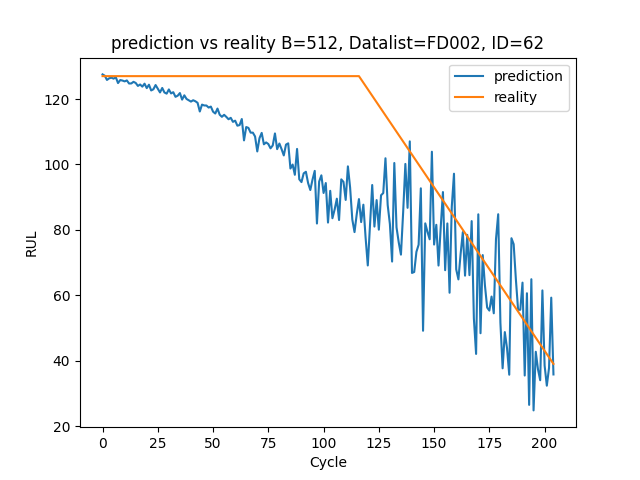 prediction vs reality B=512, Datalist=FD002, ID=62
prediction
reality
120
100
80
60
40
20
RUL
0 25 50 75 100 125 150 175 200
Cycle